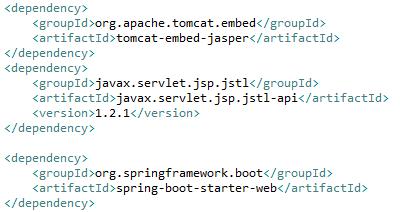 <dependency>
    <groupId>org.apache.tomcat.embed</groupId>
    <artifactId>tomcat-embed-jasper</artifactId>
</dependency>
<dependency>
    <groupId>javax.servlet.jsp.jstl</groupId>
    <artifactId>javax.servlet.jsp.jstl-api</artifactId>
    <version>1.2.1</version>
</dependency>

<dependency>
    <groupId>org.springframework.boot</groupId>
    <artifactId>spring-boot-starter-web</artifactId>
</dependency>